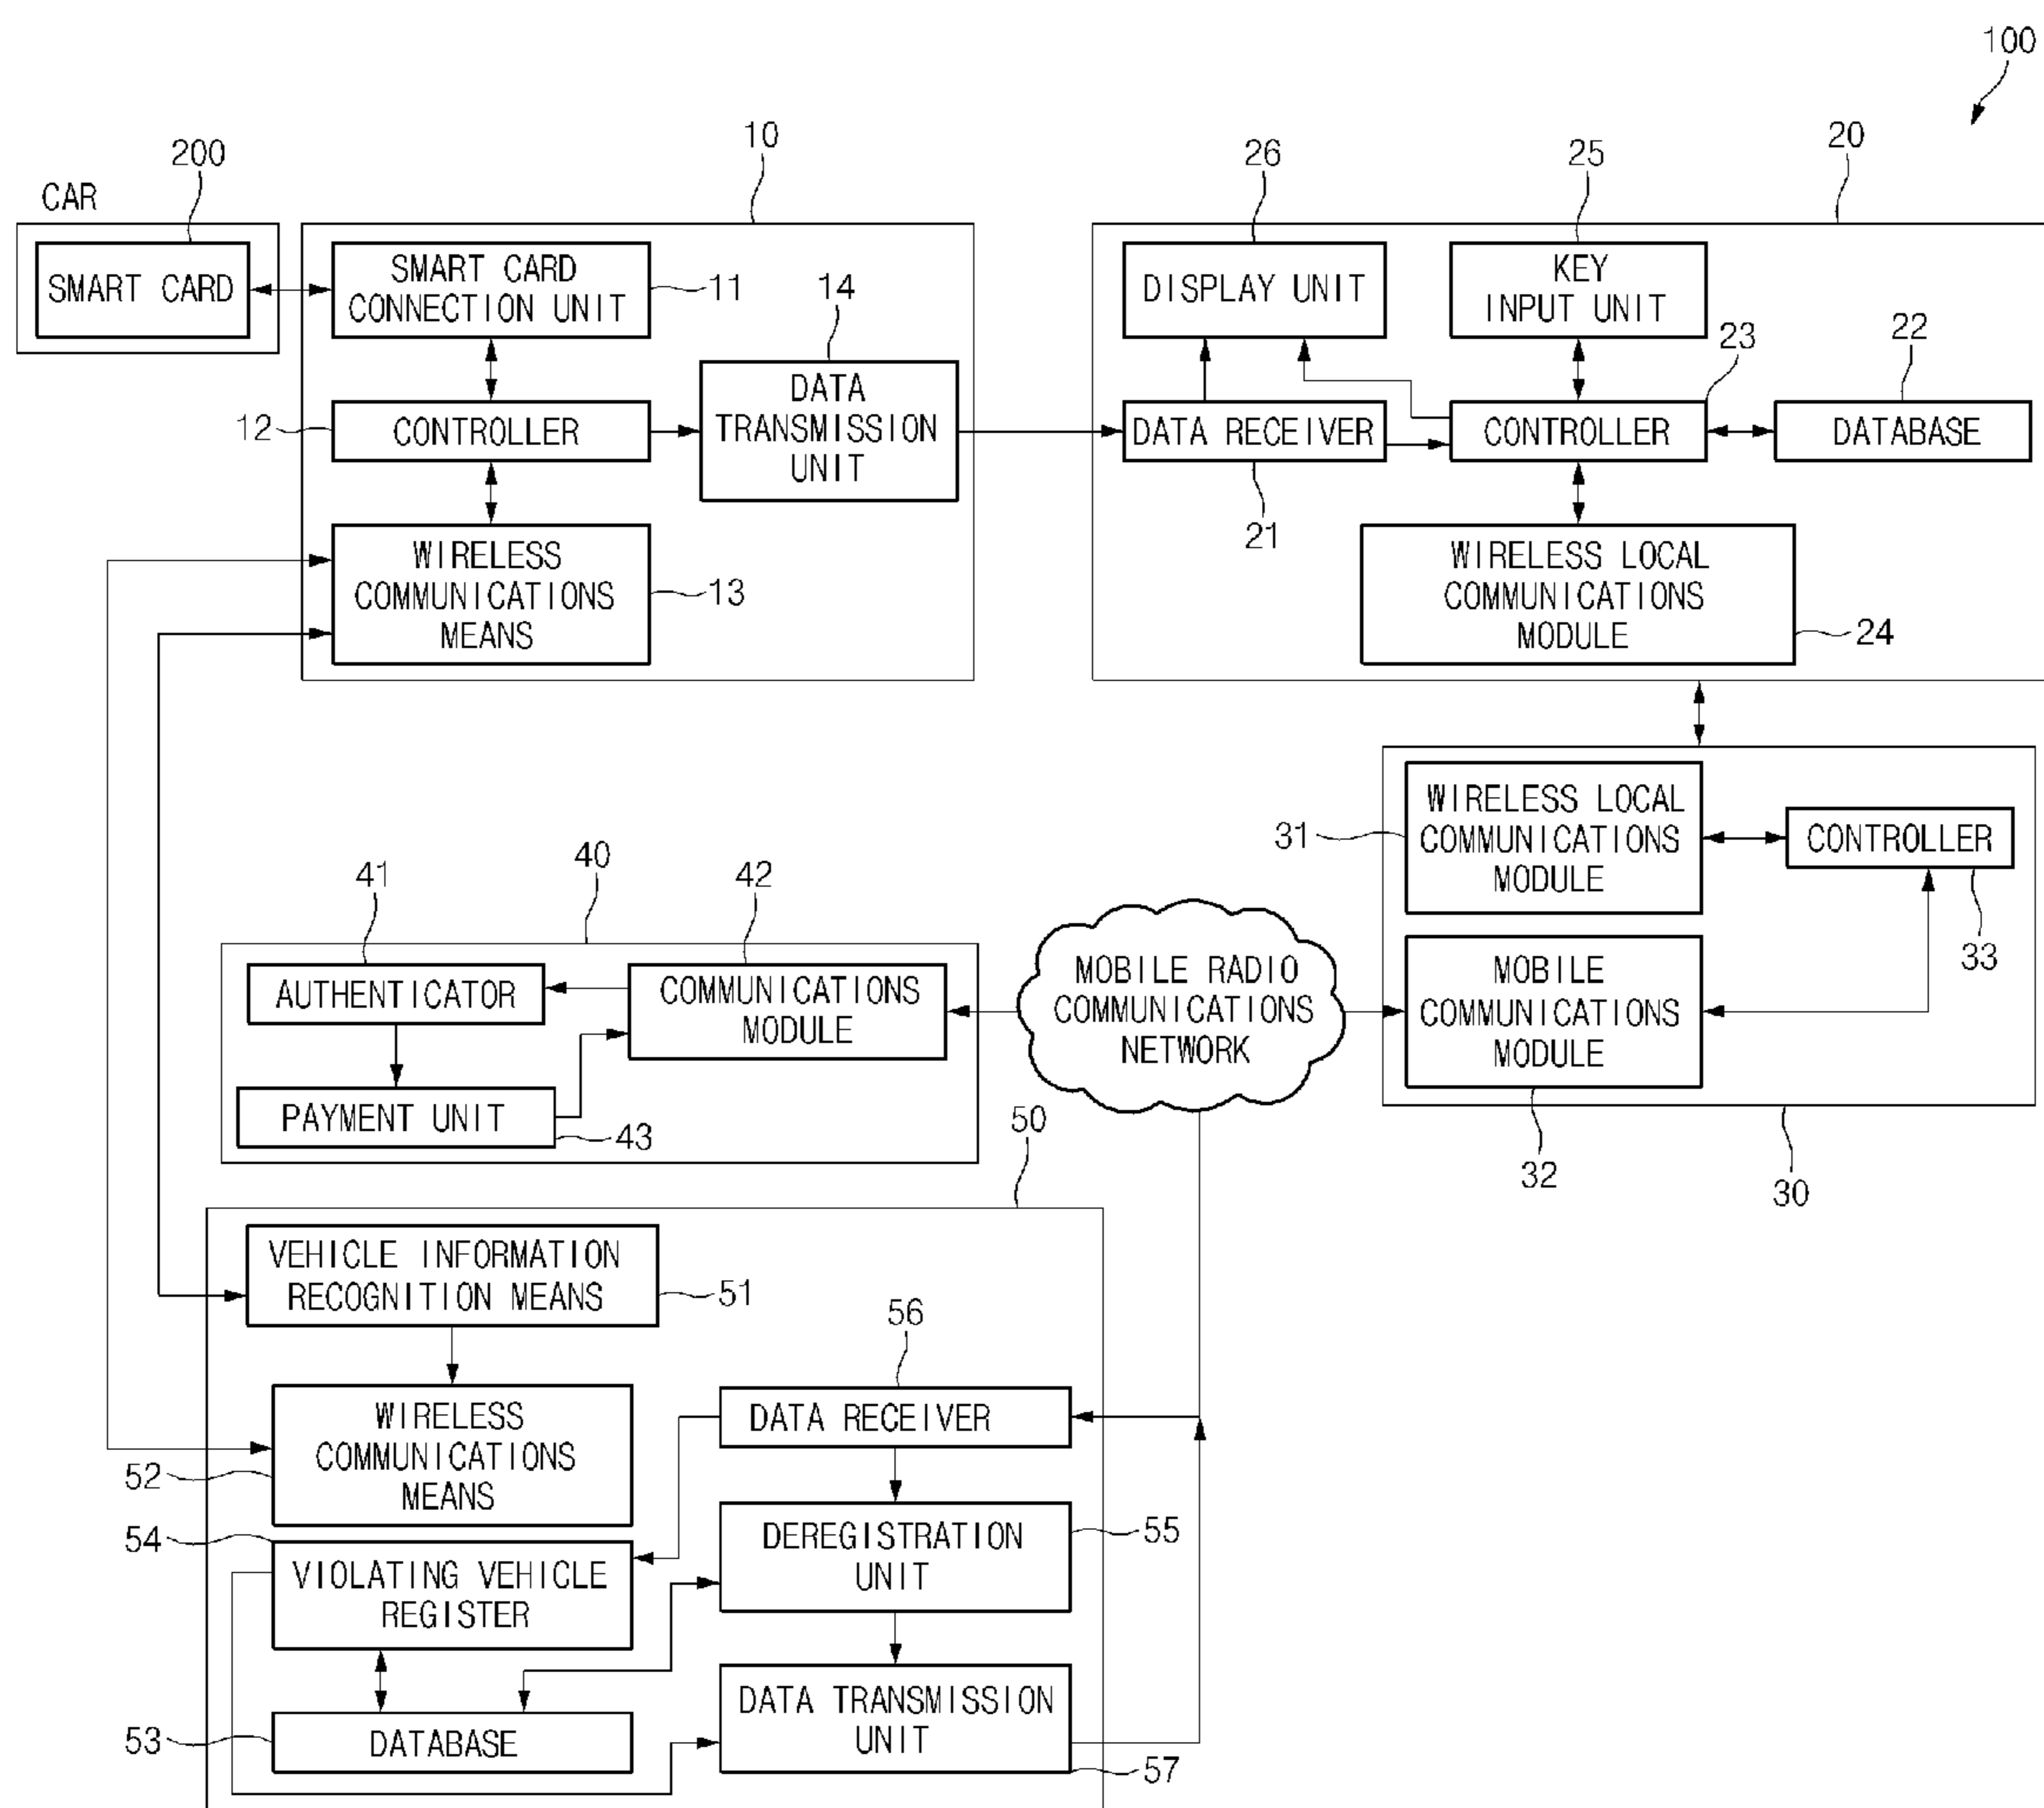 100
10
20
200
26
25
CAR
SMART CARD
SMART CARD
CONNECTION UNIT
11
14
DISPLAY UNIT
KEY
INPUT UNIT
23
22
12
CONTROLLER
DATA
TRANSMISSION
UNIT
DATA RECEIVER
CONTROLLER
DATABASE
21
WIRELESS
COMMUNICATIONS
MEANS
13
WIRELESS LOCAL
COMMUNICATIONS
MODULE
24
31
WIRELESS LOCAL
COMMUNICATIONS
MODULE
CONTROLLER
33
40
41
42
AUTHENTICATOR
COMMUNICATIONS
MODULE
MOBILE RADIO
COMMUNICATIONS
NETWORK
MOBILE
COMMUNICATIONS
MODULE
PAYMENT UNIT
43
32
30
50
VEHICLE INFORMATION
RECOGNITION MEANS
51
56
WIRELESS
COMMUNICATIONS
MEANS
52
DATA RECEIVER
54
VIOLATING VEHICLE
REGISTER
DEREGISTRATION
UNIT
55
53
DATABASE
DATA TRANSMISSION
UNIT
57